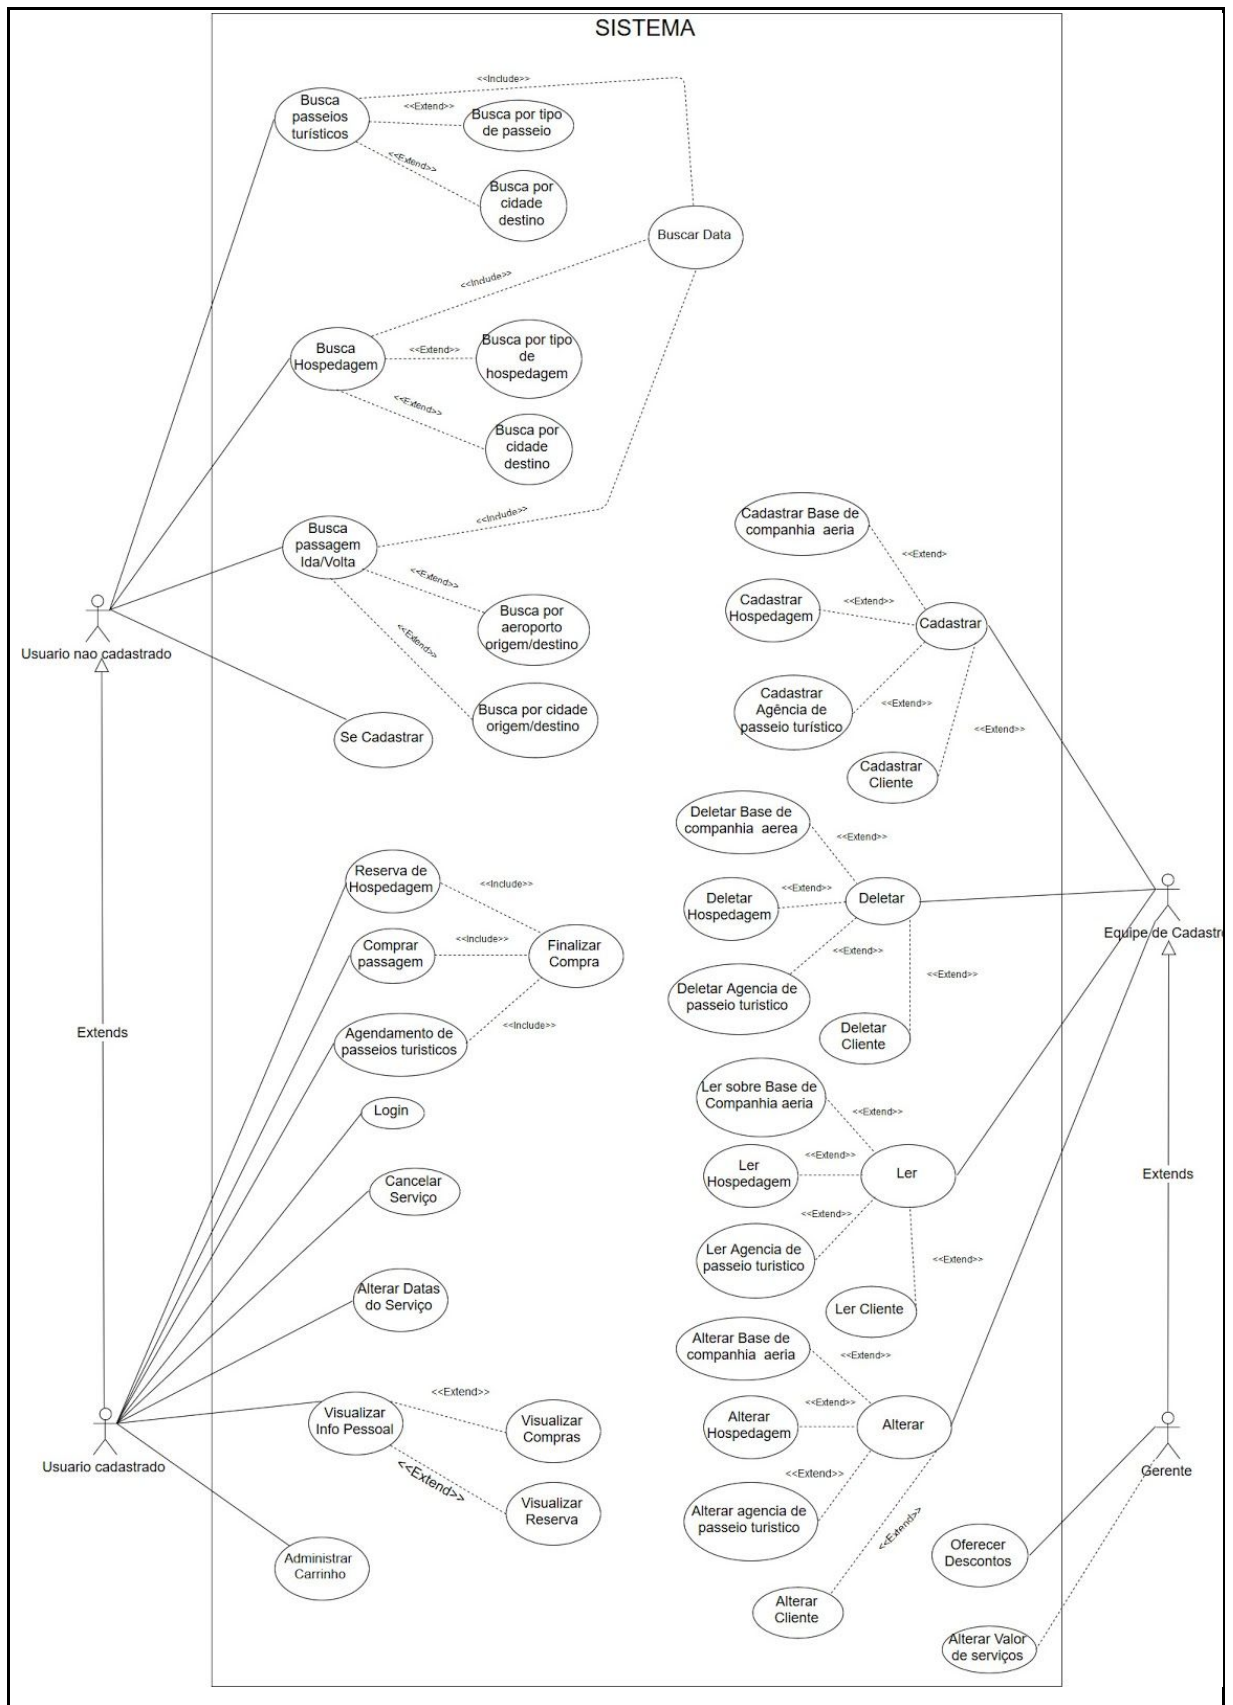 SISTEMA
<<Include>>
Busca
passeios
turísticos
<<Extend>>
Busca por tipo
de passeio
<<Extend>>
Busca por
cidade
destino
Buscar Data
<<Include>>
Busca
Hospedagem
<<Extend>>
Busca por tipo
de
hospedagem
<<Extend>>
Busca por
cidade
destino
<<Include>>
Busca
passagem
Ida/Volta
<<Extend>>
Busca por
aeroporto
origem/destino
<<Extend>>
Busca por cidade
origem/destino
Usuario nao cadastrado
Se Cadastrar
Cadastrar Base de
companhia aeria
<<Extend>
Cadastrar
Hospedagem
<<Extend>>
Cadastrar
Cadastrar
Agência de
passeio turístico
<<Extend>>
<<Extend>>
Cadastrar
Cliente
Deletar Base de
companhia aerea
<<Extend>>
Deletar
Hospedagem
<<Extend>>
Deletar
<<Extend>>
Deletar Agencia de
passeio turistico
<<Extend>>
Deletar
Cliente
Equipe de Cadastr
Reserva de
Hospedagem
<<Include>>
Comprar
passagem
<<Include>>
Finalizar
Compra
Agendamento de
passeios turisticos
<<Include>>
Extends
Login
Cancelar
Serviço
Alterar Datas
do Serviço
Ler sobre Base de
Companhia aeria
<<Extend>>
Ler
Hospedagem
<<Extend>>
Ler
<<Extend>>
Ler Agencia de
passeio turistico
<<Extend>>
Ler Cliente
Extends
Alterar Base de
companhia aeria
<<Extend>>
Alterar
Hospedagem
<<Extend>>
Alterar
<<Extend>>
Alterar agencia de
passeio turistico
<<Extend>>
Alterar
Cliente
Visualizar
Info Pessoal
<<Extend>>
Visualizar
Compras
<<Extend>>
Visualizar
Reserva
Usuario cadastrado
Administrar
Carrinho
Gerente
Oferecer
Descontos
Alterar Valor
de serviços